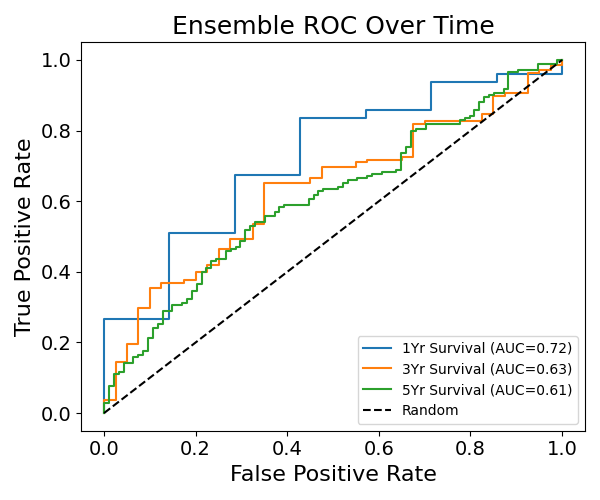 Ensemble ROC Over Time
True Positive Rate
1.0
0.8
0.6
0.4
0.2
0.0
1Yr Survival (AUC=0.72)
3Yr Survival (AUC=0.63)
5Yr Survival (AUC=0.61)
Random
0.0 0.2 0.4 0.6 0.8 1.0
False Positive Rate